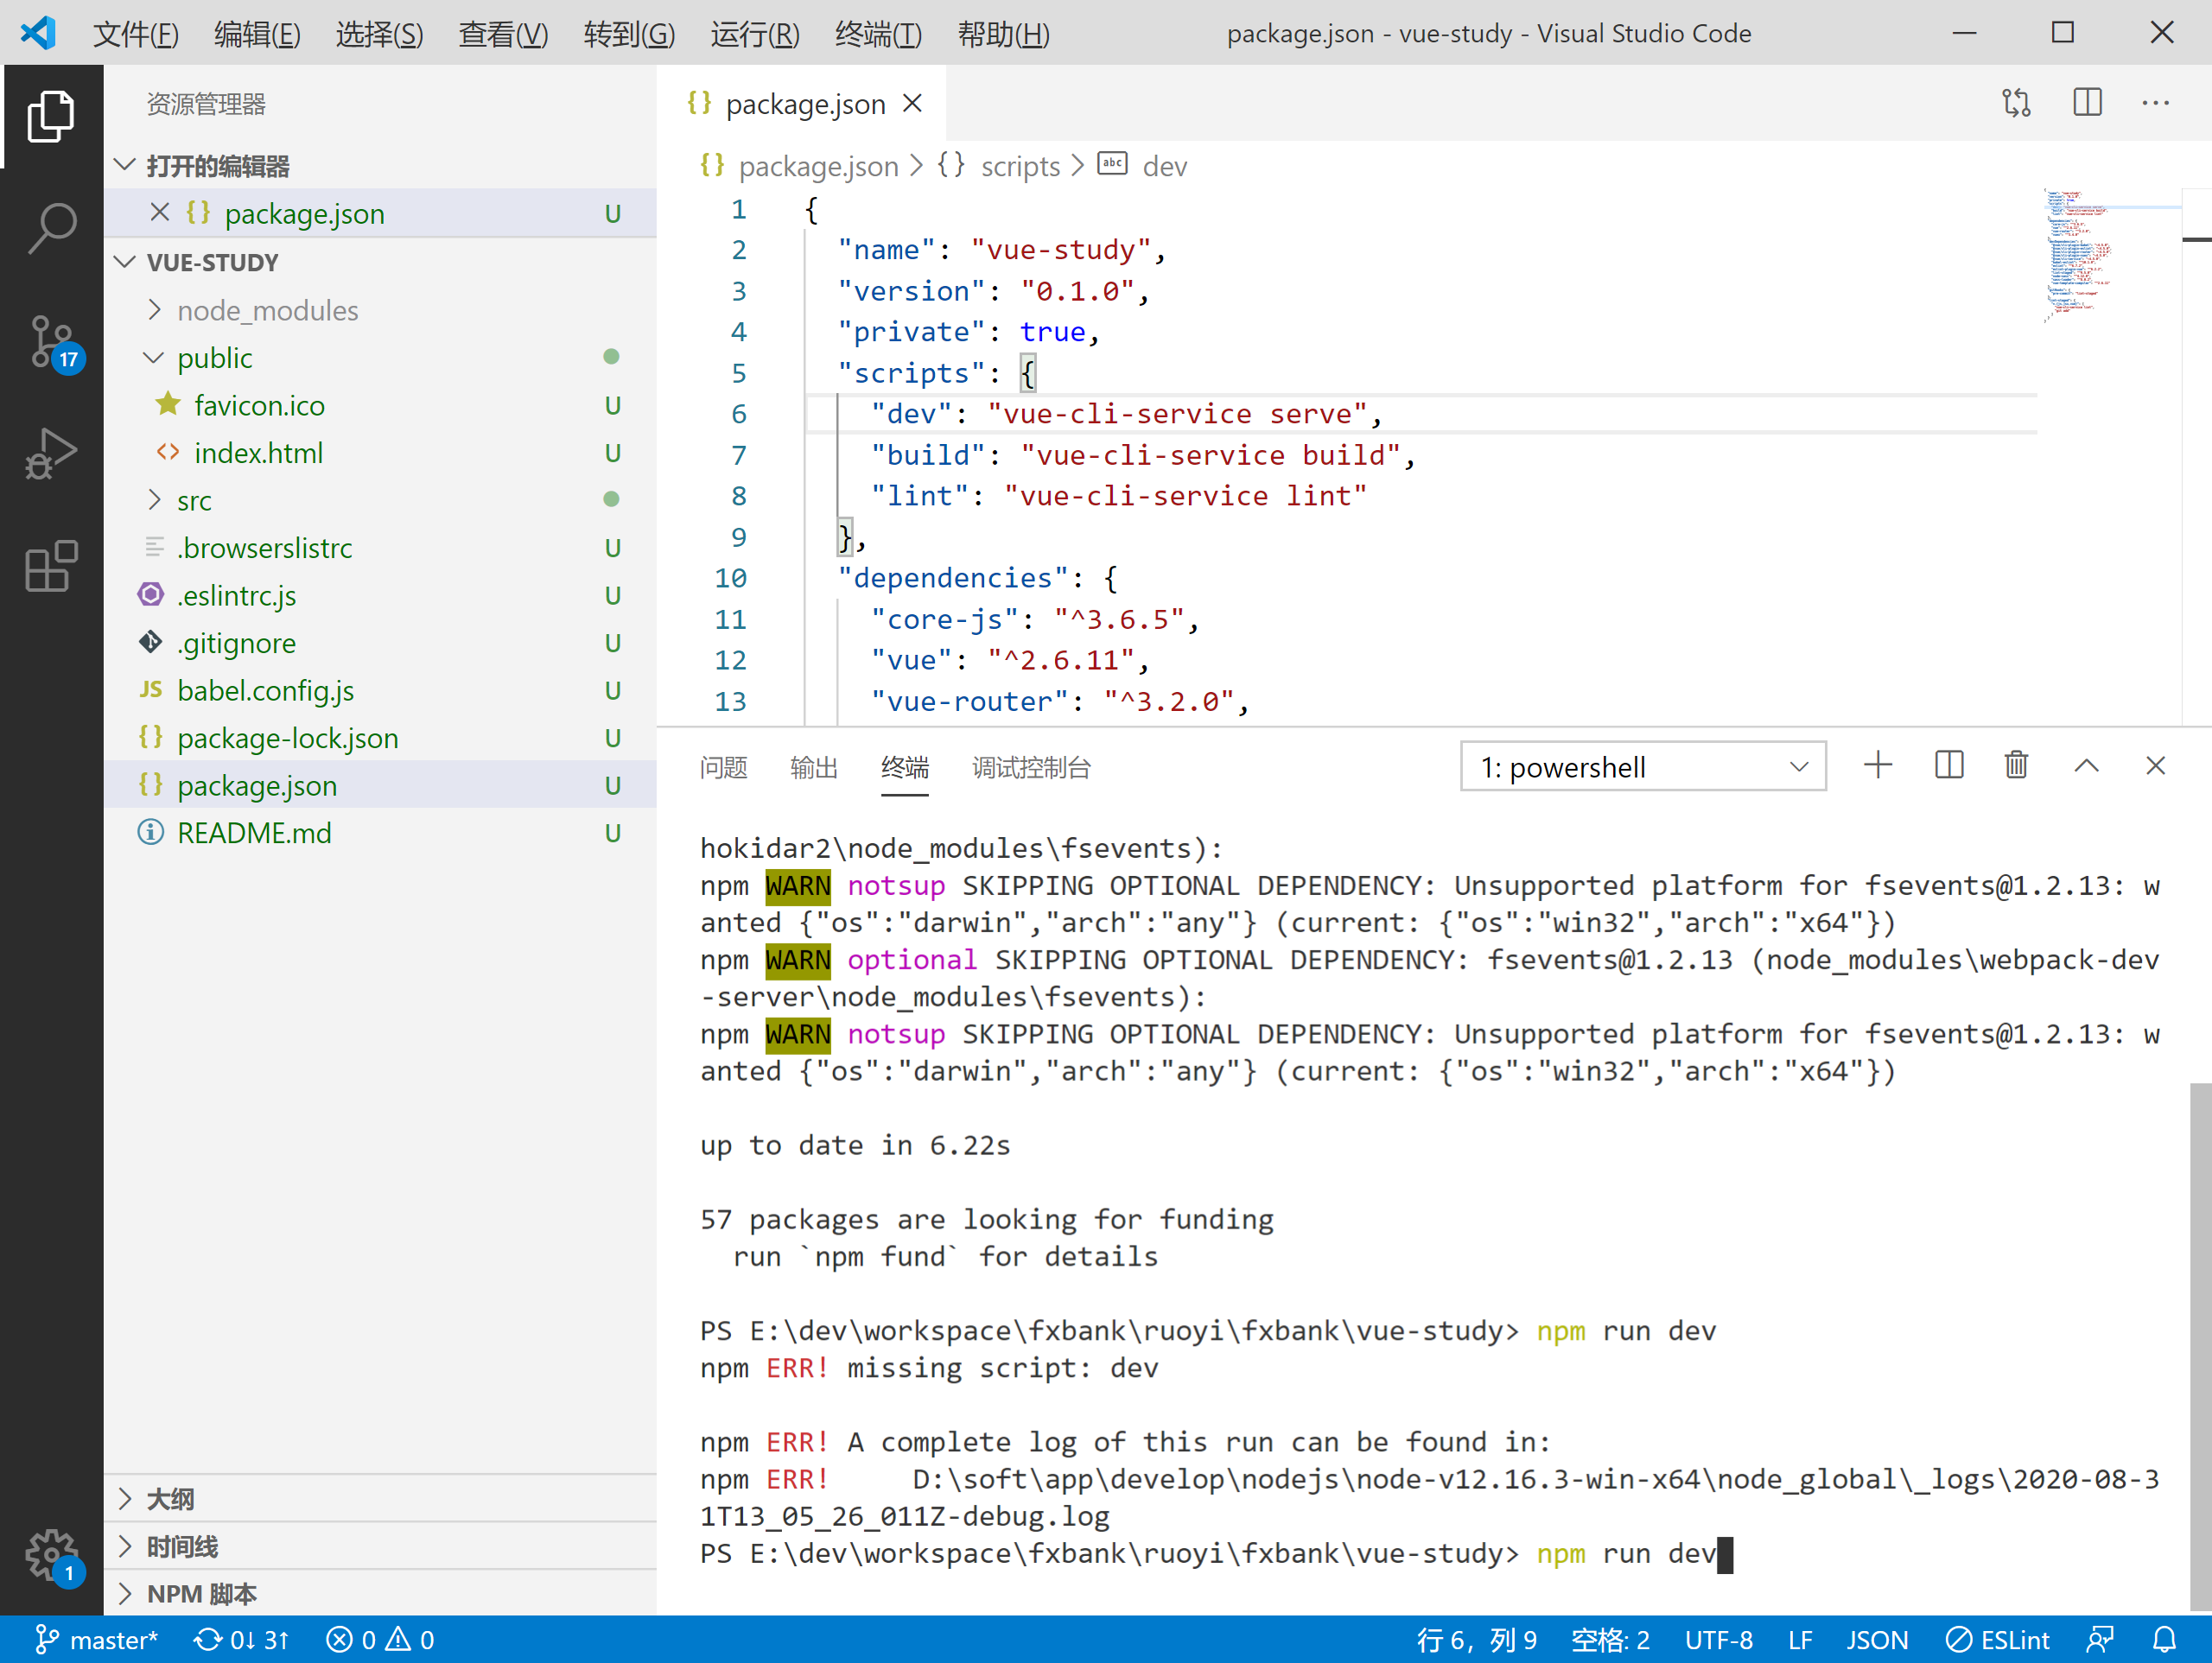 文件(F) 编辑(E) 选择(S) 查看(V) 转到(G) 运行(R) 终端(T) 帮助(H) package.json - vue-study - Visual Studio Code
资源管理器
打开的编辑器
package.json U
VUE-STUDY
node_modules
public
favicon.ico U
index.html U
src
.browserslistrc U
.eslintrc.js U
.gitignore U
JS babel.config.js U
{} package-lock.json U
{} package.json U
README.md U
大纲
时间线
NPM 脚本
17
1
{} package.json
{} package.json > {} scripts > abc dev
1 {
2 "name": "vue-study",
3 "version": "0.1.0",
4 "private": true,
5 "scripts": {
6 "dev": "vue-cli-service serve",
7 "build": "vue-cli-service build",
8 "lint": "vue-cli-service lint"
9 },
10 "dependencies": {
11 "core-js": "^3.6.5",
12 "vue": "^2.6.11",
13 "vue-router": "^3.2.0",
问题 输出 终端 调试控制台 1: powershell
hokidar2\node_modules\fsevents):
npm WARN notsup SKIPPING OPTIONAL DEPENDENCY: Unsupported platform for fsevents@1.2.13: w
anted {"os":"darwin","arch":"any"} (current: {"os":"win32","arch":"x64"})
npm WARN optional SKIPPING OPTIONAL DEPENDENCY: fsevents@1.2.13 (node_modules\webpack-dev
-server\node_modules\fsevents):
npm WARN notsup SKIPPING OPTIONAL DEPENDENCY: Unsupported platform for fsevents@1.2.13: w
anted {"os":"darwin","arch":"any"} (current: {"os":"win32","arch":"x64"})
up to date in 6.22s
57 packages are looking for funding
run `npm fund` for details
PS E:\dev\workspace\fxbank\ruoyi\fxbank\vue-study> npm run dev
npm ERR! missing script: dev
npm ERR! A complete log of this run can be found in:
npm ERR! D:\soft\app\develop\nodejs\node-v12.16.3-win-x64\node_global\_logs\2020-08-3
1T13_05_26_011Z-debug.log
PS E:\dev\workspace\fxbank\ruoyi\fxbank\vue-study> npm run dev
master* 0↓ 3↑ 0 0 行 6, 列 9 空格: 2 UTF-8 LF JSON ESLint